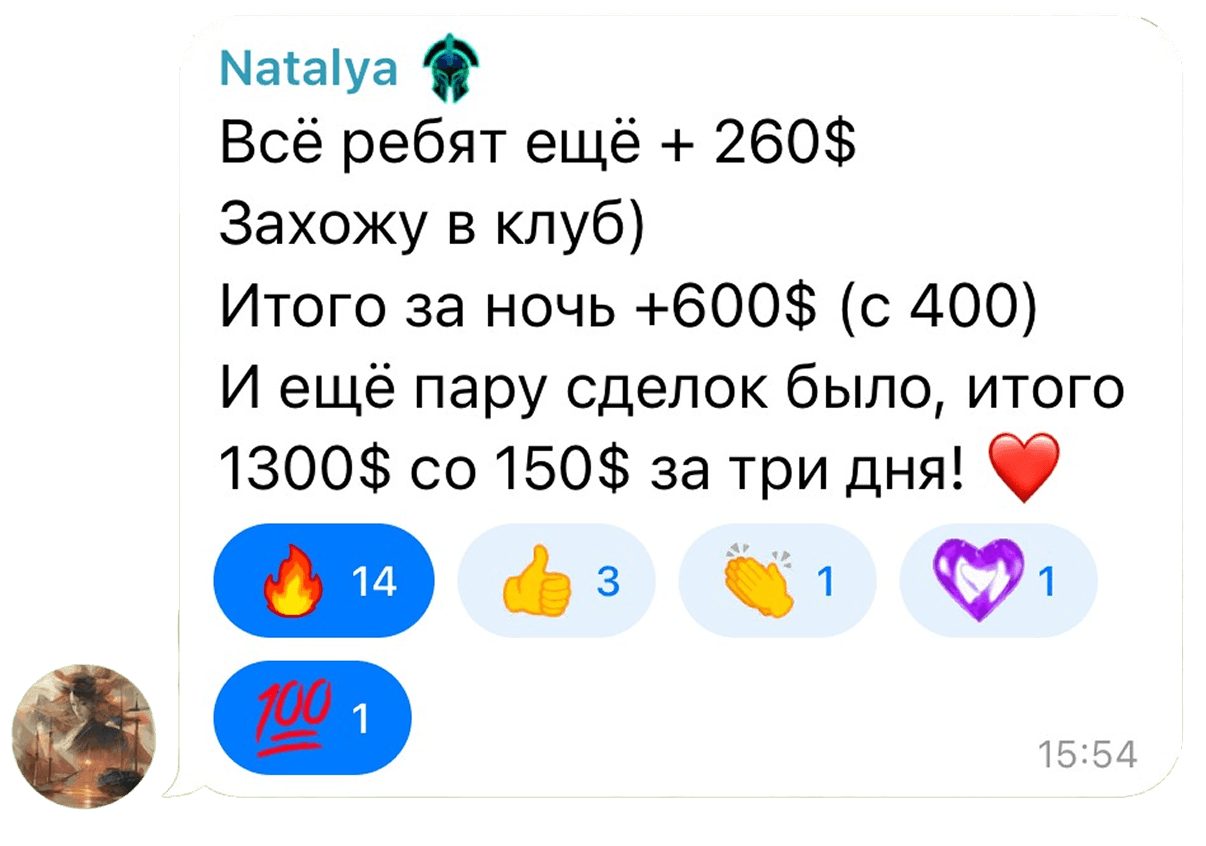 Natalya
Всё ребят ещё + 260$
Захожу в клуб)
Итого за ночь +600$ (с 400)
И ещё пару сделок было, итого
1300$ со 150$ за три дня! ❤️
🔥 14 👍 3 👏 1 💜 1
💯 1
15:54